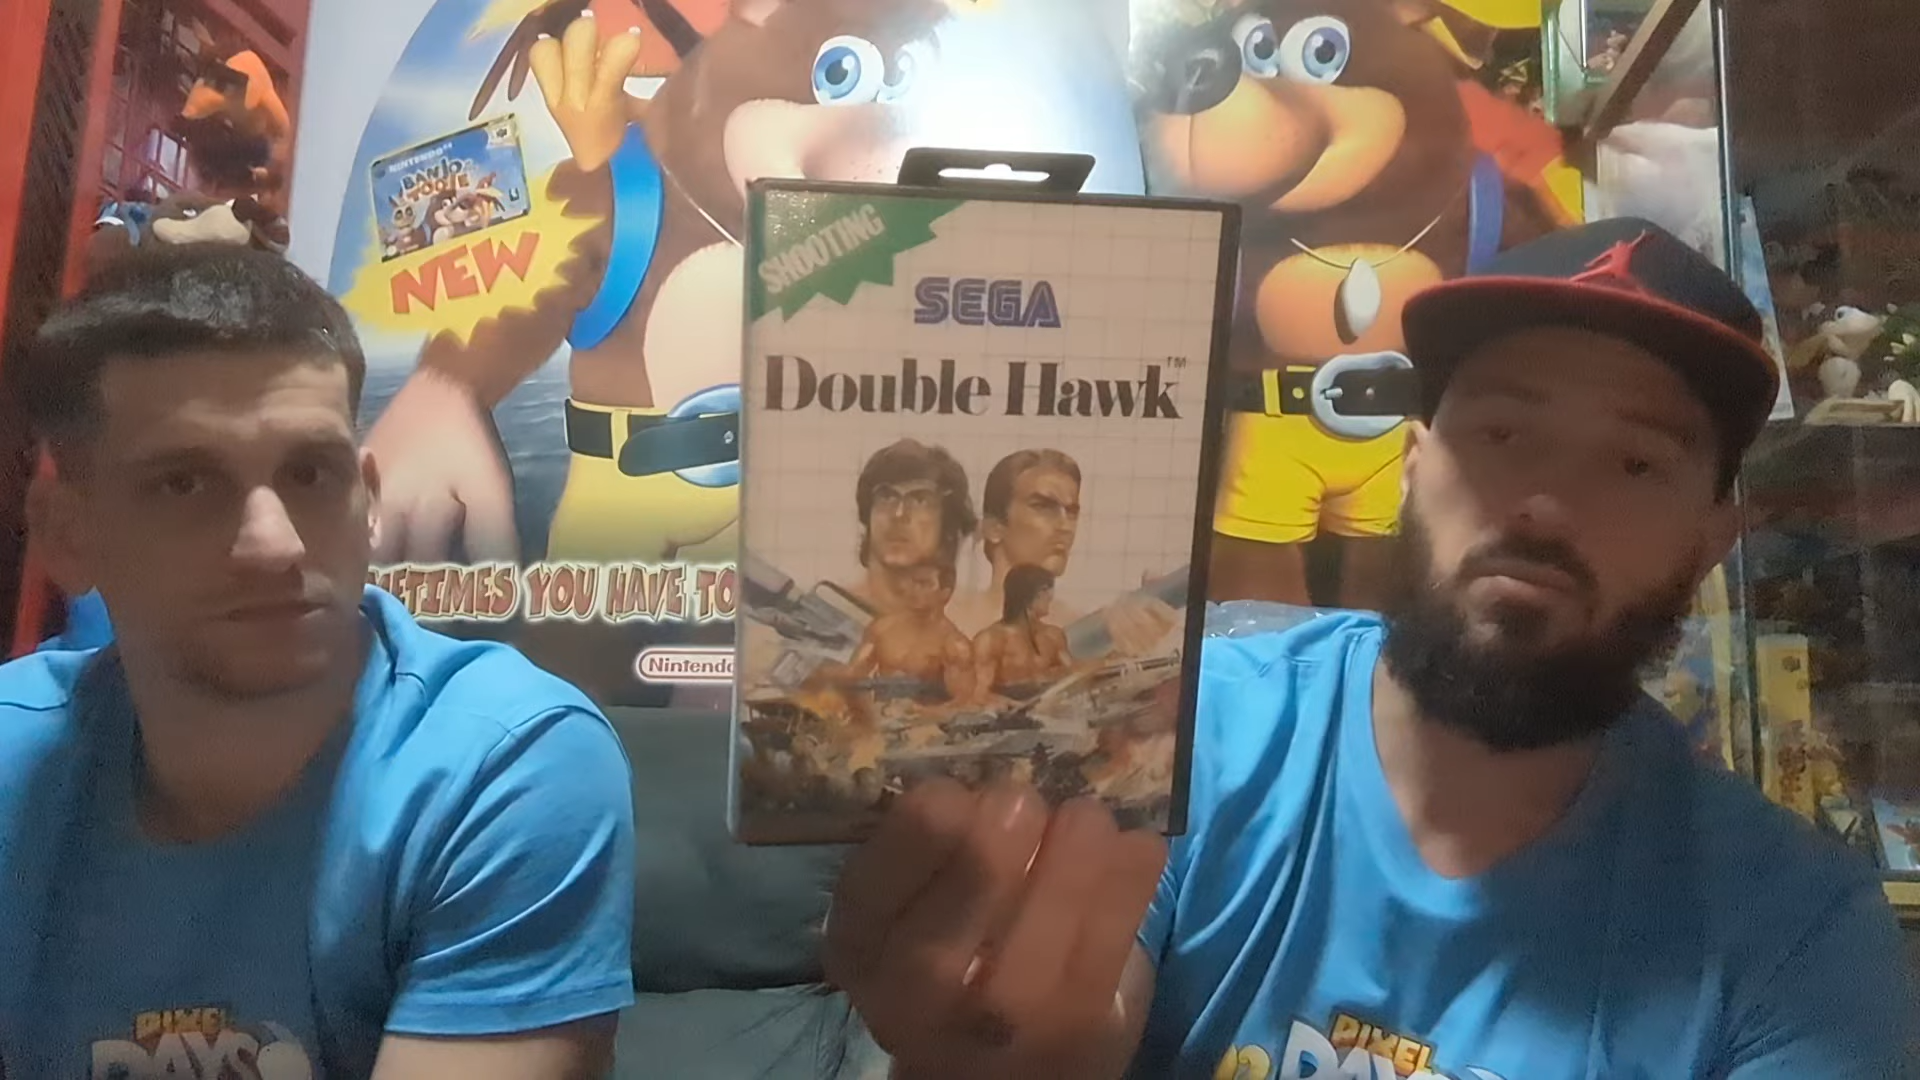 NINTENDO 64
BANJO-
TOOIE
NEW
SHOOTING
SEGA
Double Hawk™
METIMES YOU HAVE TO
Nintendo
PIXEL
DAYS
PIXEL
DAYS